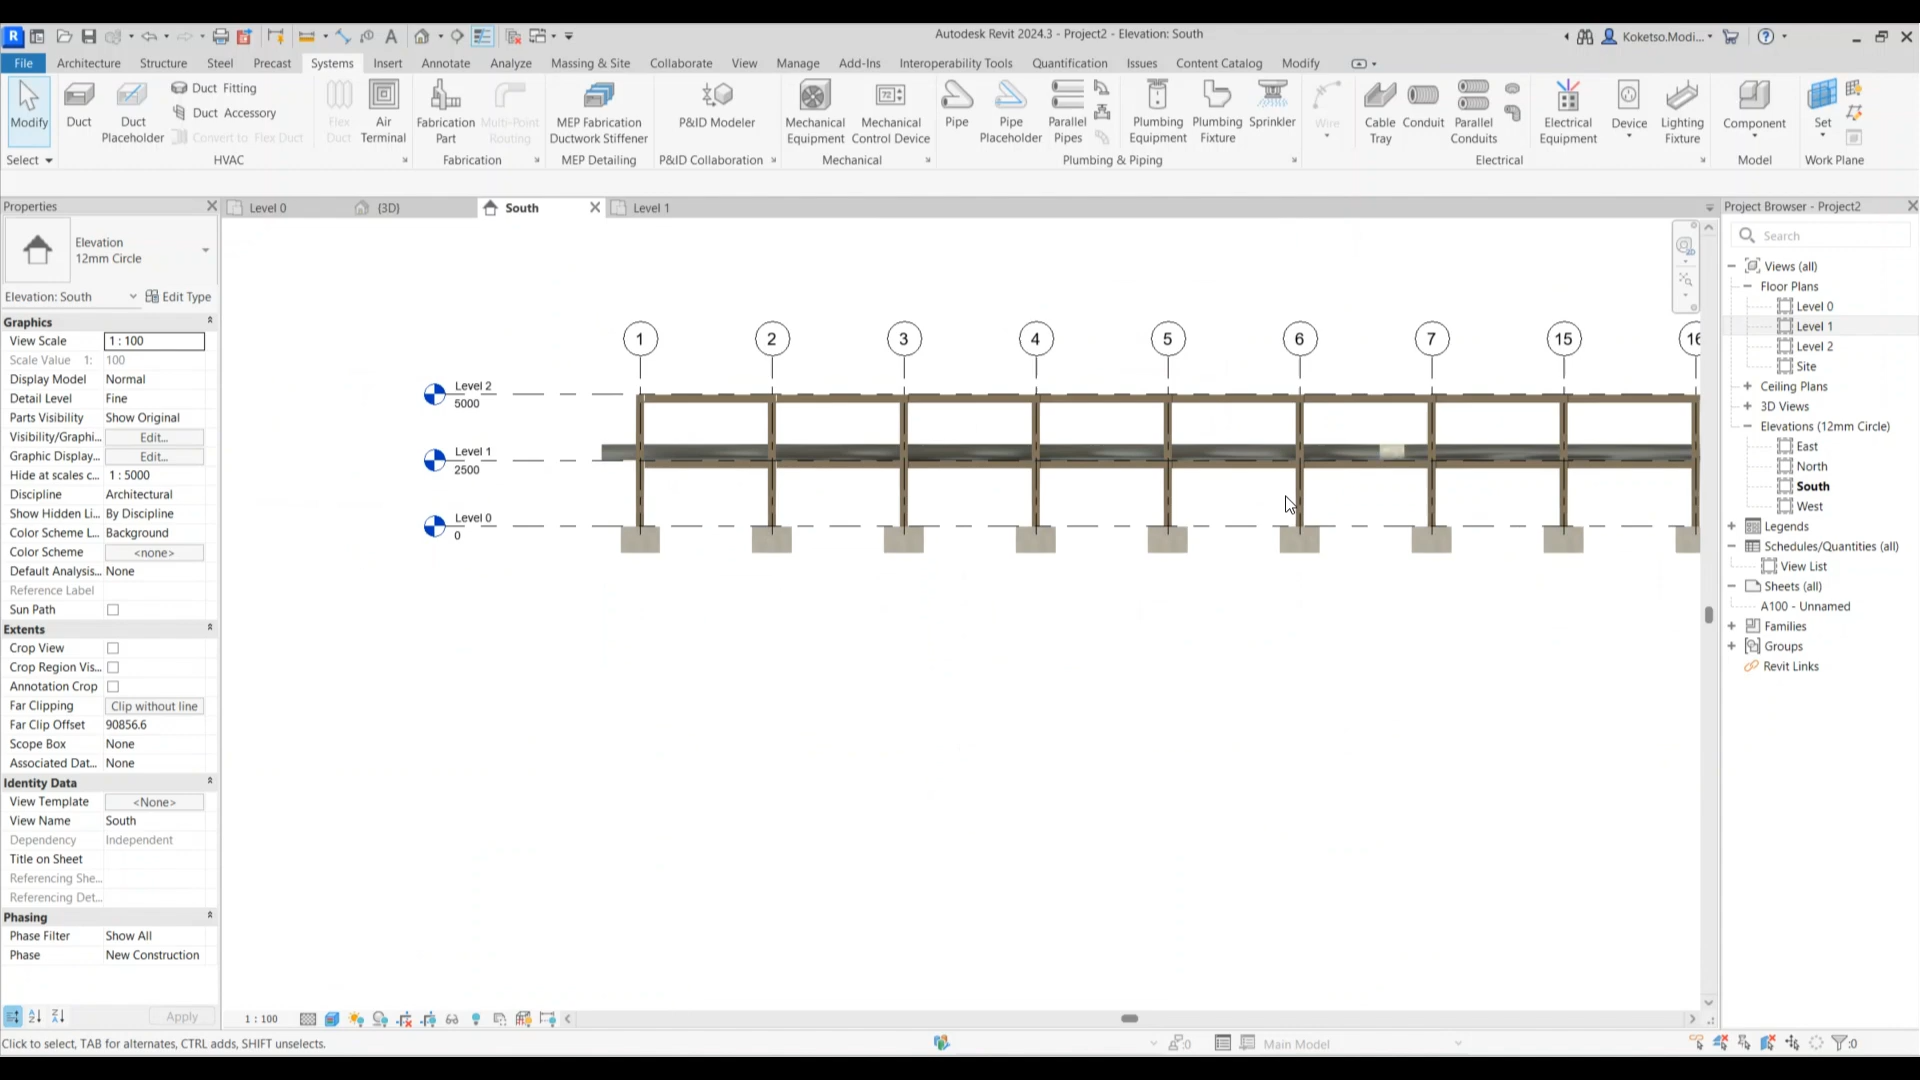 Autodesk Revit 2024.3 - Project2 - Elevation: South
Koketso.Modi...
File Architecture Structure Steel Precast Systems Insert Annotate Analyze Massing & Site Collaborate View Manage Add-Ins Interoperability Tools Quantification Issues Content Catalog Modify
Modify
Duct
Duct Placeholder
Duct Fitting
Duct Accessory
Convert to Flex Duct
Flex Duct
Air Terminal
Fabrication Part
Multi-Point Routing
MEP Fabrication Ductwork Stiffener
P&ID Modeler
Mechanical Equipment
Mechanical Control Device
Pipe
Pipe Placeholder
Parallel Pipes
Plumbing Equipment
Plumbing Fixture
Sprinkler
Wire
Cable Tray
Conduit
Parallel Conduits
Electrical Equipment
Device
Lighting Fixture
Component
Set
Select HVAC Fabrication MEP Detailing P&ID Collaboration Mechanical Plumbing & Piping Electrical Model Work Plane
Properties
Level 0 {3D} South Level 1
Elevation
12mm Circle
Elevation: South Edit Type
Graphics
View Scale 1 : 100
Scale Value 1: 100
Display Model Normal
Detail Level Fine
Parts Visibility Show Original
Visibility/Graphi... Edit...
Graphic Display... Edit...
Hide at scales c... 1 : 5000
Discipline Architectural
Show Hidden Li... By Discipline
Color Scheme L... Background
Color Scheme <none>
Default Analysis... None
Reference Label
Sun Path
Extents
Crop View
Crop Region Vis...
Annotation Crop
Far Clipping Clip without line
Far Clip Offset 90856.6
Scope Box None
Associated Dat... None
Identity Data
View Template <None>
View Name South
Dependency Independent
Title on Sheet
Referencing She...
Referencing Det...
Phasing
Phase Filter Show All
Phase New Construction
Apply
1 2 3 4 5 6 7 15 16
Level 2
5000
Level 1
2500
Level 0
0
Project Browser - Project2
Search
Views (all)
Floor Plans
Level 0
Level 1
Level 2
Site
Ceiling Plans
3D Views
Elevations (12mm Circle)
East
North
South
West
Legends
Schedules/Quantities (all)
View List
Sheets (all)
A100 - Unnamed
Families
Groups
Revit Links
1 : 100
Click to select, TAB for alternates, CTRL adds, SHIFT unselects.
:0
Main Model
:0